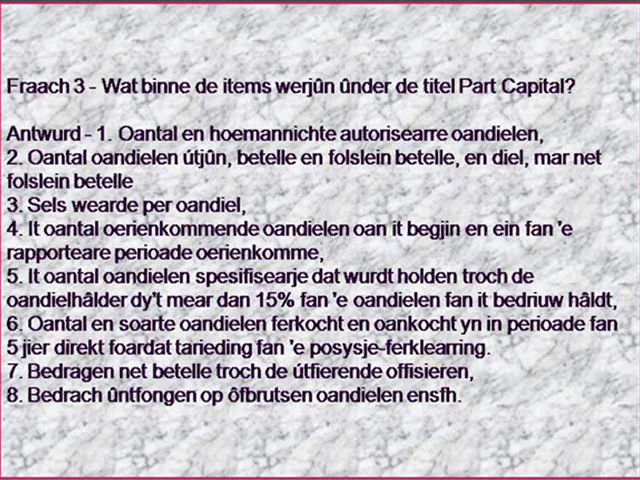 Fraach 3 - Wat binne de items werjûn ûnder de titel Part Capital?
Antwurd - 1. Oantal en hoemannichte autorisearre oandielen,
2. Oantal oandielen útjûn, betelle en folslein betelle, en diel, mar net
folslein betelle
3. Sels wearde per oandiel,
4. It oantal oerienkommende oandielen oan it begjin en ein fan 'e
rapporteare perioade oerienkomme,
5. It oantal oandielen spesifisearje dat wurdt holden troch de
oandielhâlder dy't mear dan 15% fan 'e oandielen fan it bedriuw hâldt,
6. Oantal en soarte oandielen ferkocht en oankocht yn in perioade fan
5 jier direkt foardat tarieding fan 'e posysje-ferklearring.
7. Bedragen net betelle troch de útfierende offisieren,
8. Bedrach ûntfongen op ôfbrutsen oandielen ensfh.